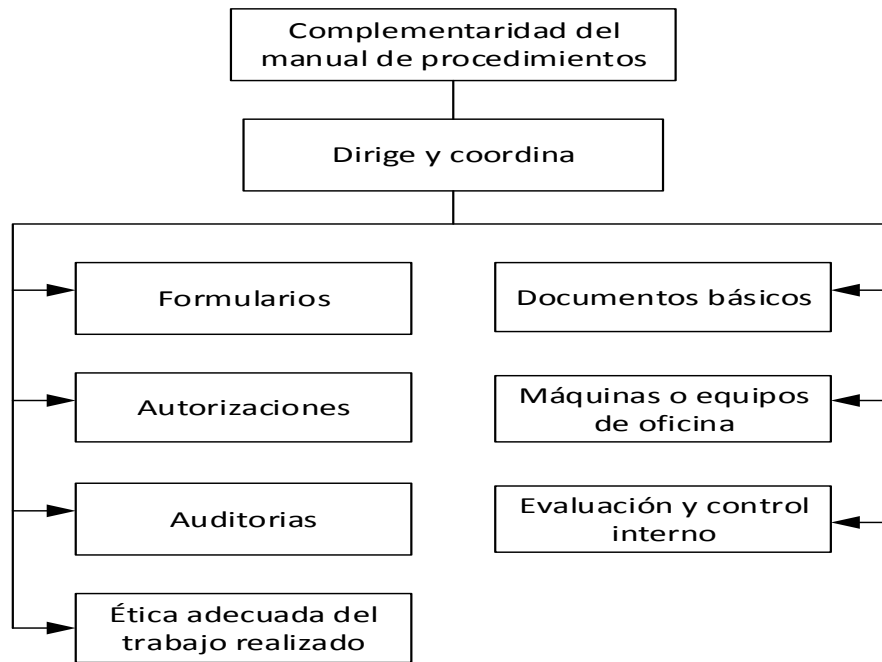 Complementaridad del
manual de procedimientos
Dirige y coordina
Formularios
Documentos básicos
Autorizaciones
Máquinas o equipos
de oficina
Auditorias
Evaluación y control
interno
Ética adecuada del
trabajo realizado